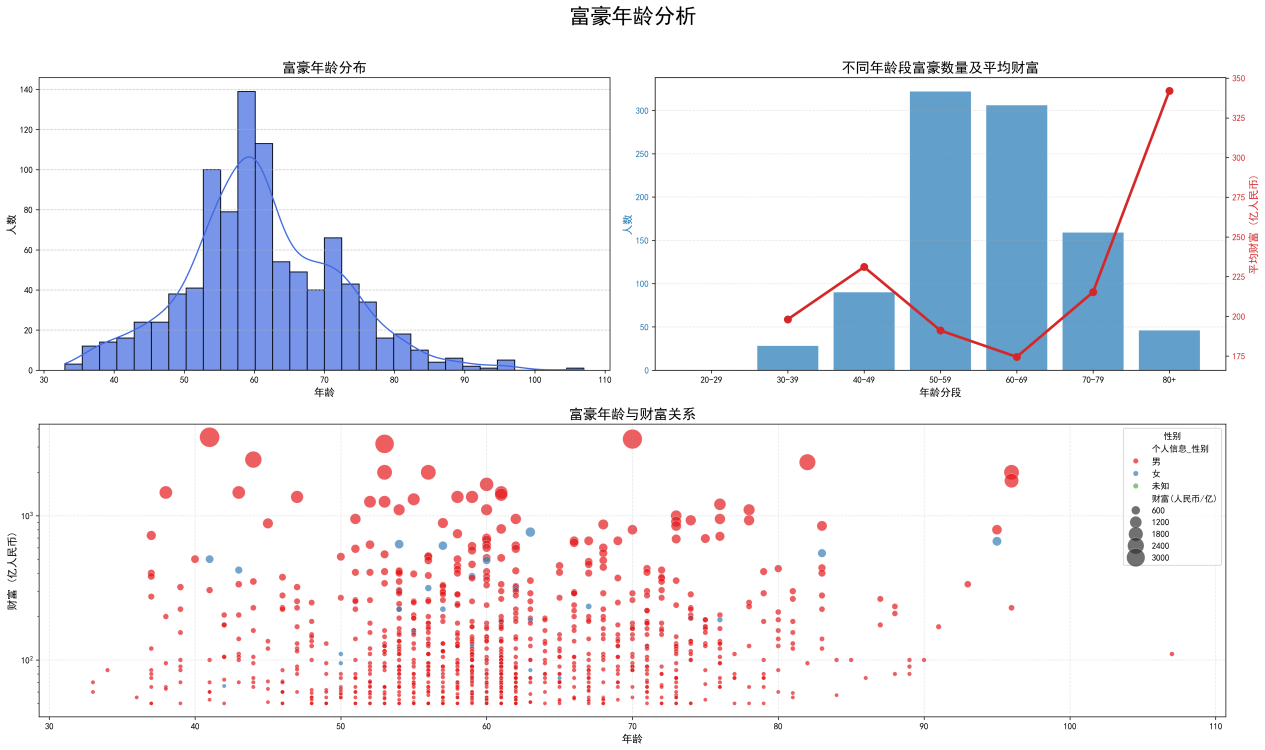 富豪年龄分析
富豪年龄分布
人数
140
120
100
80
60
40
20
0
30 40 50 60 70 80 90 100 110
年龄
不同年龄段富豪数量及平均财富
人数
300
250
200
150
100
50
0
20-29 30-39 40-49 50-59 60-69 70-79 80+
年龄分段
350
325
300
275
250
225
200
175
平均财富（亿人民币）
富豪年龄与财富关系
财富（亿人民币）
10³
10²
30 40 50 60 70 80 90 100 110
年龄
性别
个人信息_性别
男
女
未知
财富(人民币/亿)
600
1200
1800
2400
3000